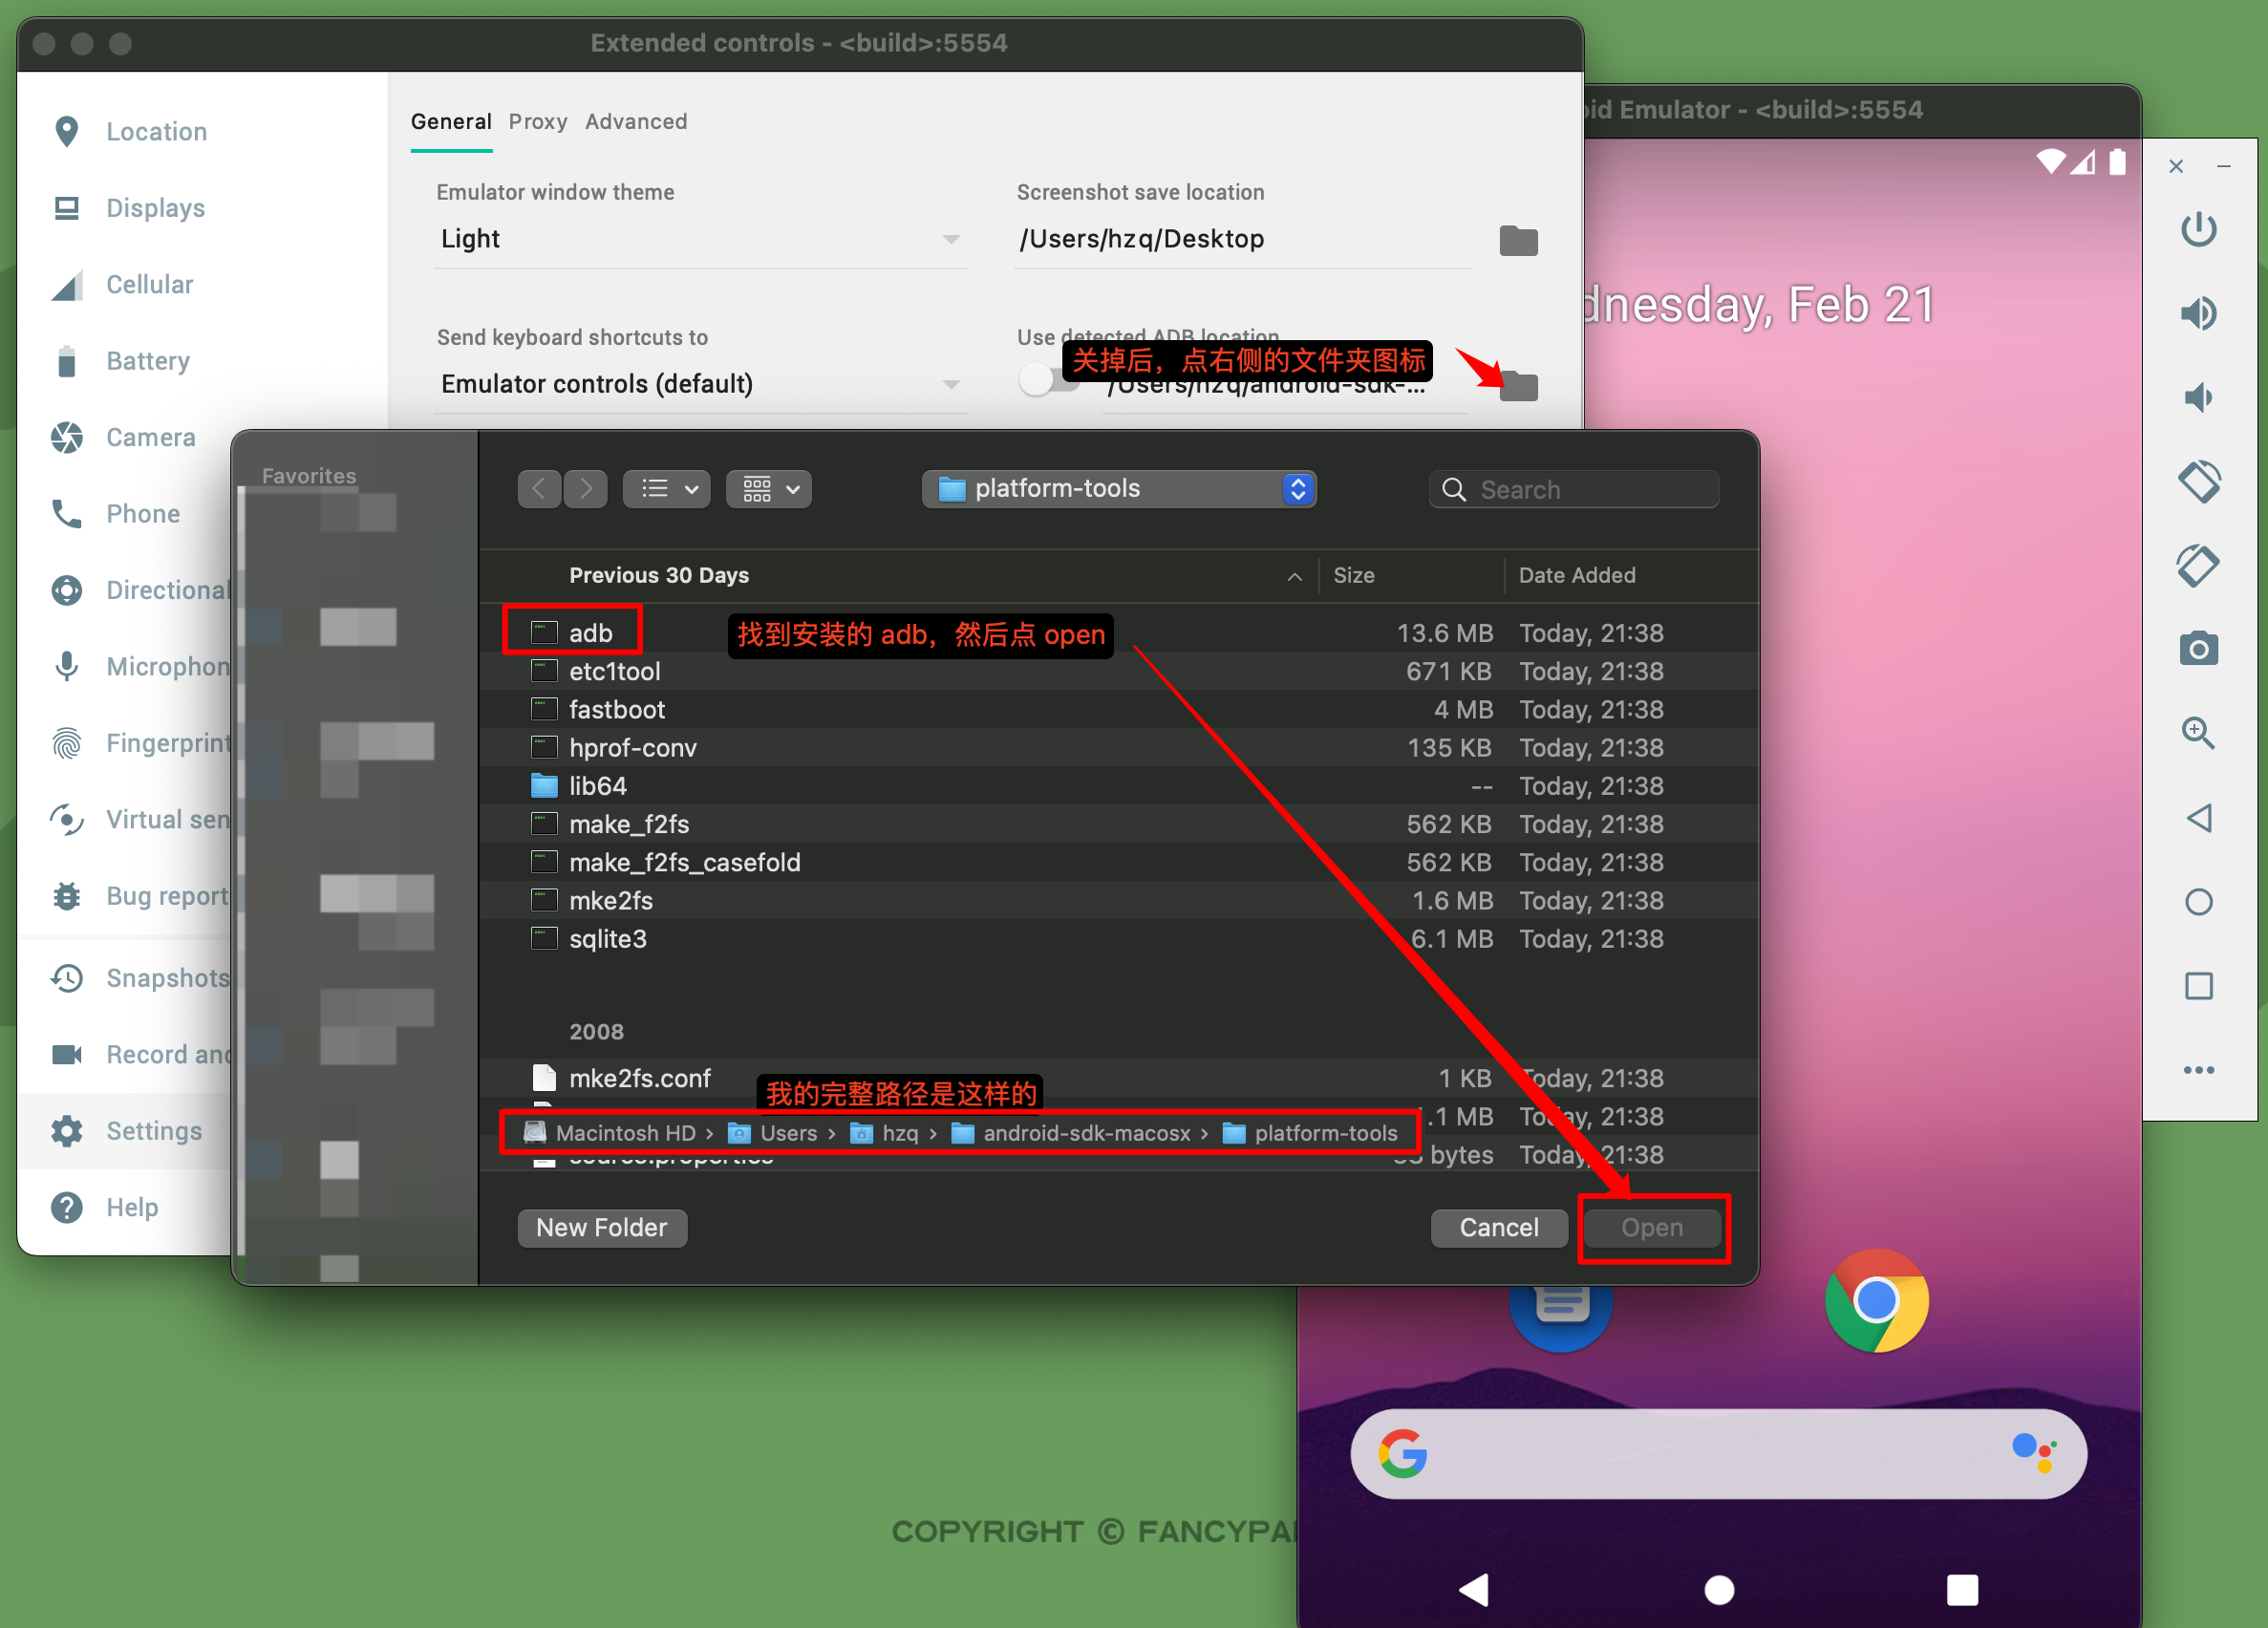 Extended controls - <build>:5554
Location
Displays
Cellular
Battery
Camera
Phone
Directional
Microphon
Fingerprint
Virtual sen
Bug report
Snapshots
Record and
Settings
Help
General Proxy Advanced
Emulator window theme
Light
Screenshot save location
/Users/hzq/Desktop
Send keyboard shortcuts to
Emulator controls (default)
Use detected ADB location
关掉后，点右侧的文件夹图标
/Users/hzq/android-sdk-...
oid Emulator - <build>:5554
dnesday, Feb 21
Favorites
platform-tools
Search
Previous 30 Days Size Date Added
adb 13.6 MB Today, 21:38
找到安装的 adb，然后点 open
etc1tool 671 KB Today, 21:38
fastboot 4 MB Today, 21:38
hprof-conv 135 KB Today, 21:38
lib64 -- Today, 21:38
make_f2fs 562 KB Today, 21:38
make_f2fs_casefold 562 KB Today, 21:38
mke2fs 1.6 MB Today, 21:38
sqlite3 6.1 MB Today, 21:38
2008
mke2fs.conf 1 KB Today, 21:38
我的完整路径是这样的
.1 MB Today, 21:38
Macintosh HD › Users › hzq › android-sdk-macosx › platform-tools
source.properties bytes Today, 21:38
New Folder Cancel Open
COPYRIGHT © FANCYPA